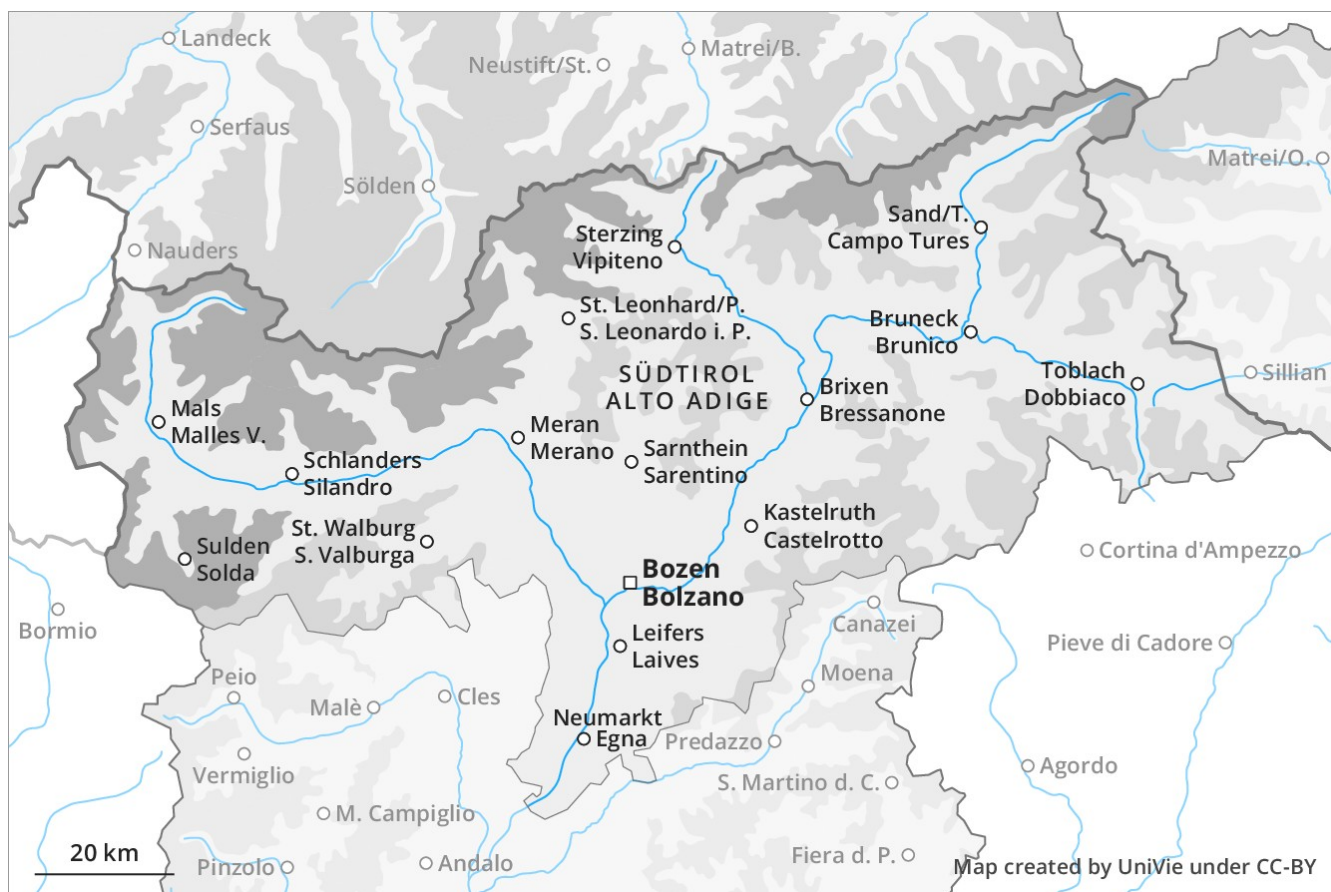 Landeck
Neustift/St.
Matrei/B.
Serfaus
Sölden
Matrei/O.
Nauders
Sand/T.
Campo Tures
Sterzing
Vipiteno
St. Leonhard/P.
S. Leonardo i. P.
Bruneck
Brunico
SÜDTIROL
ALTO ADIGE
Toblach
Dobbiaco
Sillian
Brixen
Bressanone
Mals
Malles V.
Meran
Merano
Schlanders
Silandro
Sarnthein
Sarentino
St. Walburg
S. Valburga
Kastelruth
Castelrotto
Sulden
Solda
Cortina d'Ampezzo
Bozen
Bolzano
Bormio
Canazei
Leifers
Laives
Pieve di Cadore
Peio
Malè
Cles
Moena
Neumarkt
Egna
Predazzo
Vermiglio
Agordo
S. Martino d. C.
M. Campiglio
20 km
Pinzolo
Andalo
Fiera d. P.
Map created by UniVie under CC-BY